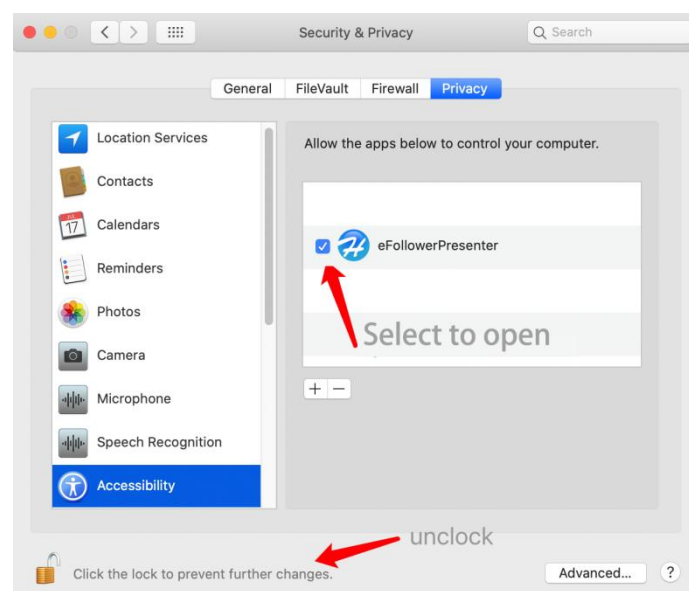 Security & Privacy
Search
General FileVault Firewall Privacy
Location Services
Contacts
JUL
17
Calendars
Reminders
Photos
Camera
Microphone
Speech Recognition
Accessibility
Allow the apps below to control your computer.
eFollowerPresenter
Select to open
+ −
unclock
Click the lock to prevent further changes.
Advanced... ?